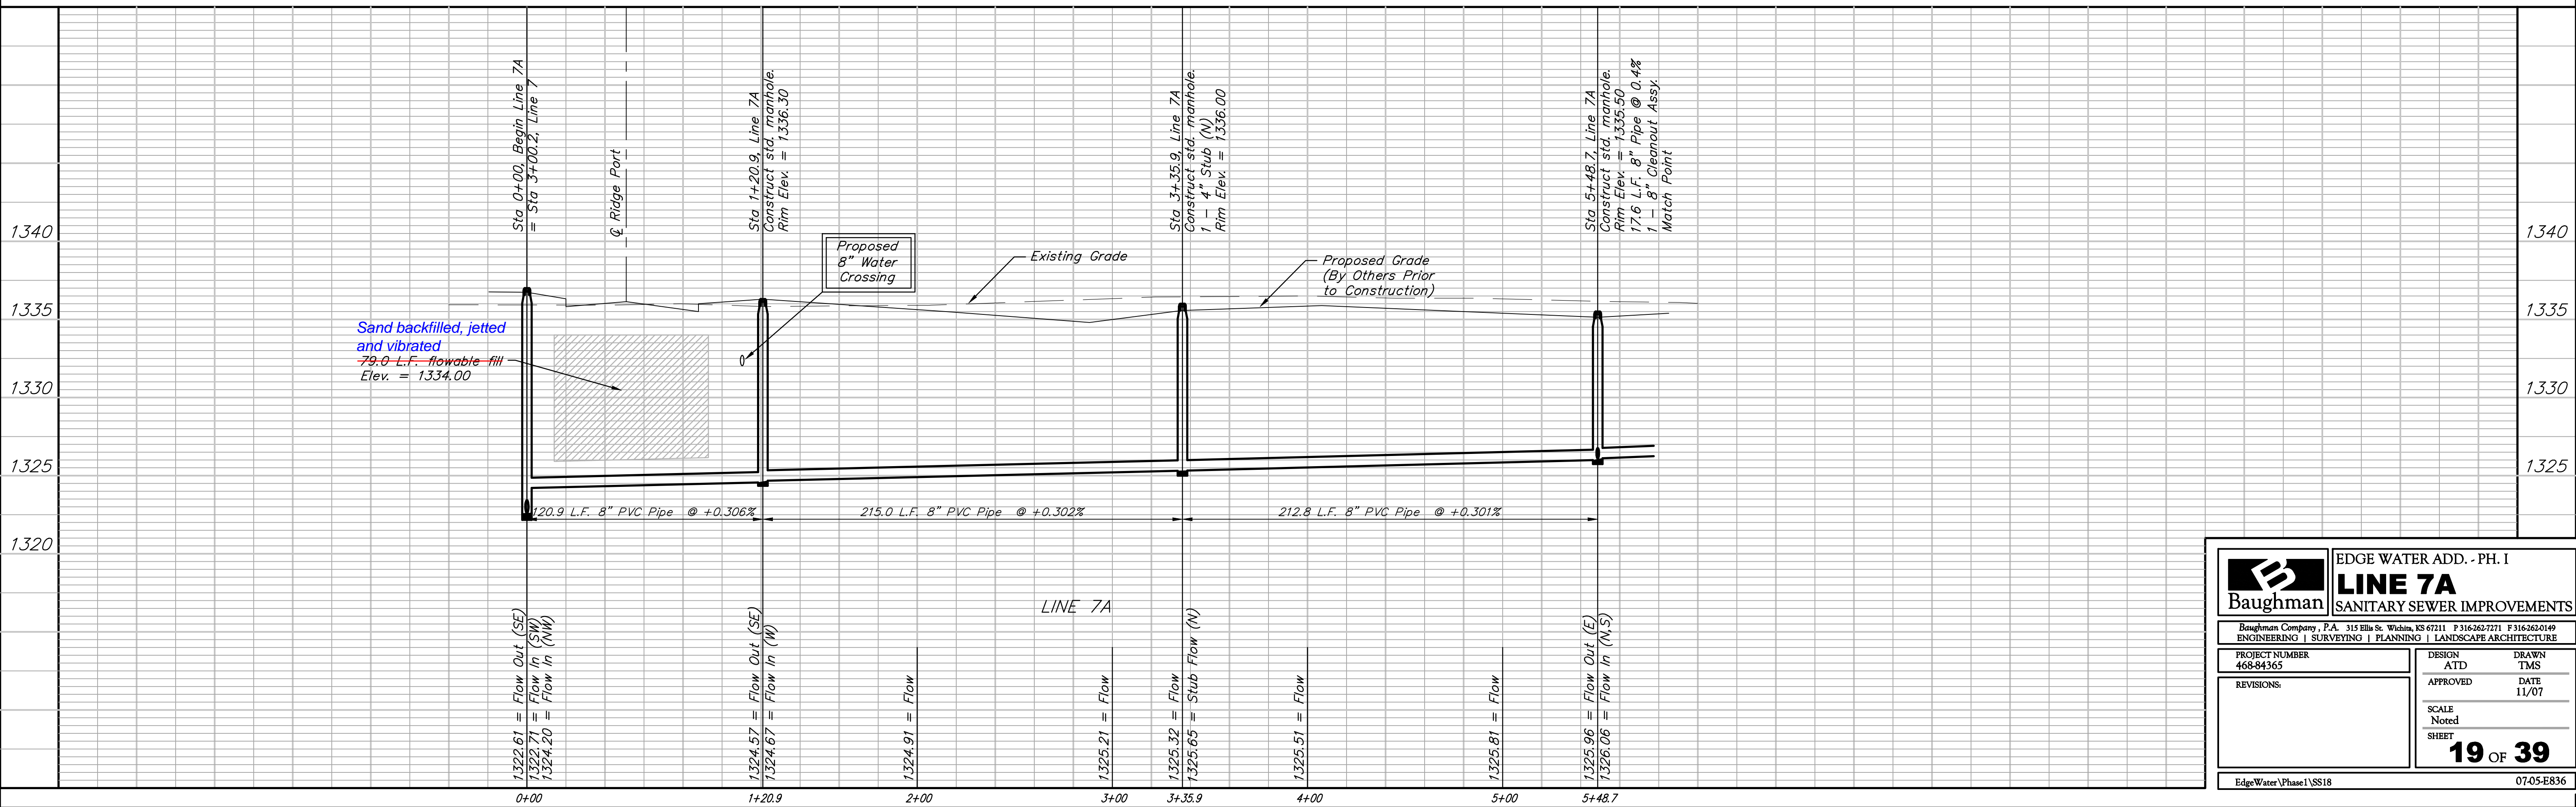 Sta 0+00, Begin Line 7A
= Sta 3+00.2, Line 7
℄ Ridge Port
Sta 1+20.9, Line 7A
Construct std. manhole.
Rim Elev. = 1336.30
Sta 3+35.9, Line 7A
Construct std. manhole.
1 – 4" Stub (N)
Rim Elev. = 1336.00
Sta 5+48.7, Line 7A
Construct std. manhole.
Rim Elev. = 1335.50
17.6 L.F. 8" Pipe @ 0.4%
1 – 8" Cleanout Assy.
Match Point
1340
1340
Proposed
8" Water
Crossing
Existing Grade
Proposed Grade
(By Others Prior
to Construction)
1335
1335
Sand backfilled, jetted
and vibrated
79.0 L.F. flowable fill
Elev. = 1334.00
1330
1330
1325
1325
120.9 L.F. 8" PVC Pipe @ +0.306%
215.0 L.F. 8" PVC Pipe @ +0.302%
212.8 L.F. 8" PVC Pipe @ +0.301%
1320
LINE 7A
1322.61 = Flow Out (SE)
1322.71 = Flow In (SW)
1324.20 = Flow In (NW)
1324.57 = Flow Out (SE)
1324.67 = Flow In (W)
1324.91 = Flow
1325.21 = Flow
1325.32 = Flow
1325.65 = Stub Flow (N)
1325.51 = Flow
1325.81 = Flow
1325.96 = Flow Out (E)
1326.06 = Flow In (N,S)
0+00
1+20.9
2+00
3+00
3+35.9
4+00
5+00
5+48.7
Baughman
EDGE WATER ADD. - PH. I
LINE 7A
SANITARY SEWER IMPROVEMENTS
Baughman Company, P.A. 315 Ellis St. Wichita, KS 67211 P 316-262-7271 F 316-262-0149
ENGINEERING | SURVEYING | PLANNING | LANDSCAPE ARCHITECTURE
PROJECT NUMBER
468-84365
REVISIONS:
DESIGN
ATD
DRAWN
TMS
APPROVED
DATE
11/07
SCALE
Noted
SHEET
19 OF 39
EdgeWater\Phase1\SS18
07-05-E836